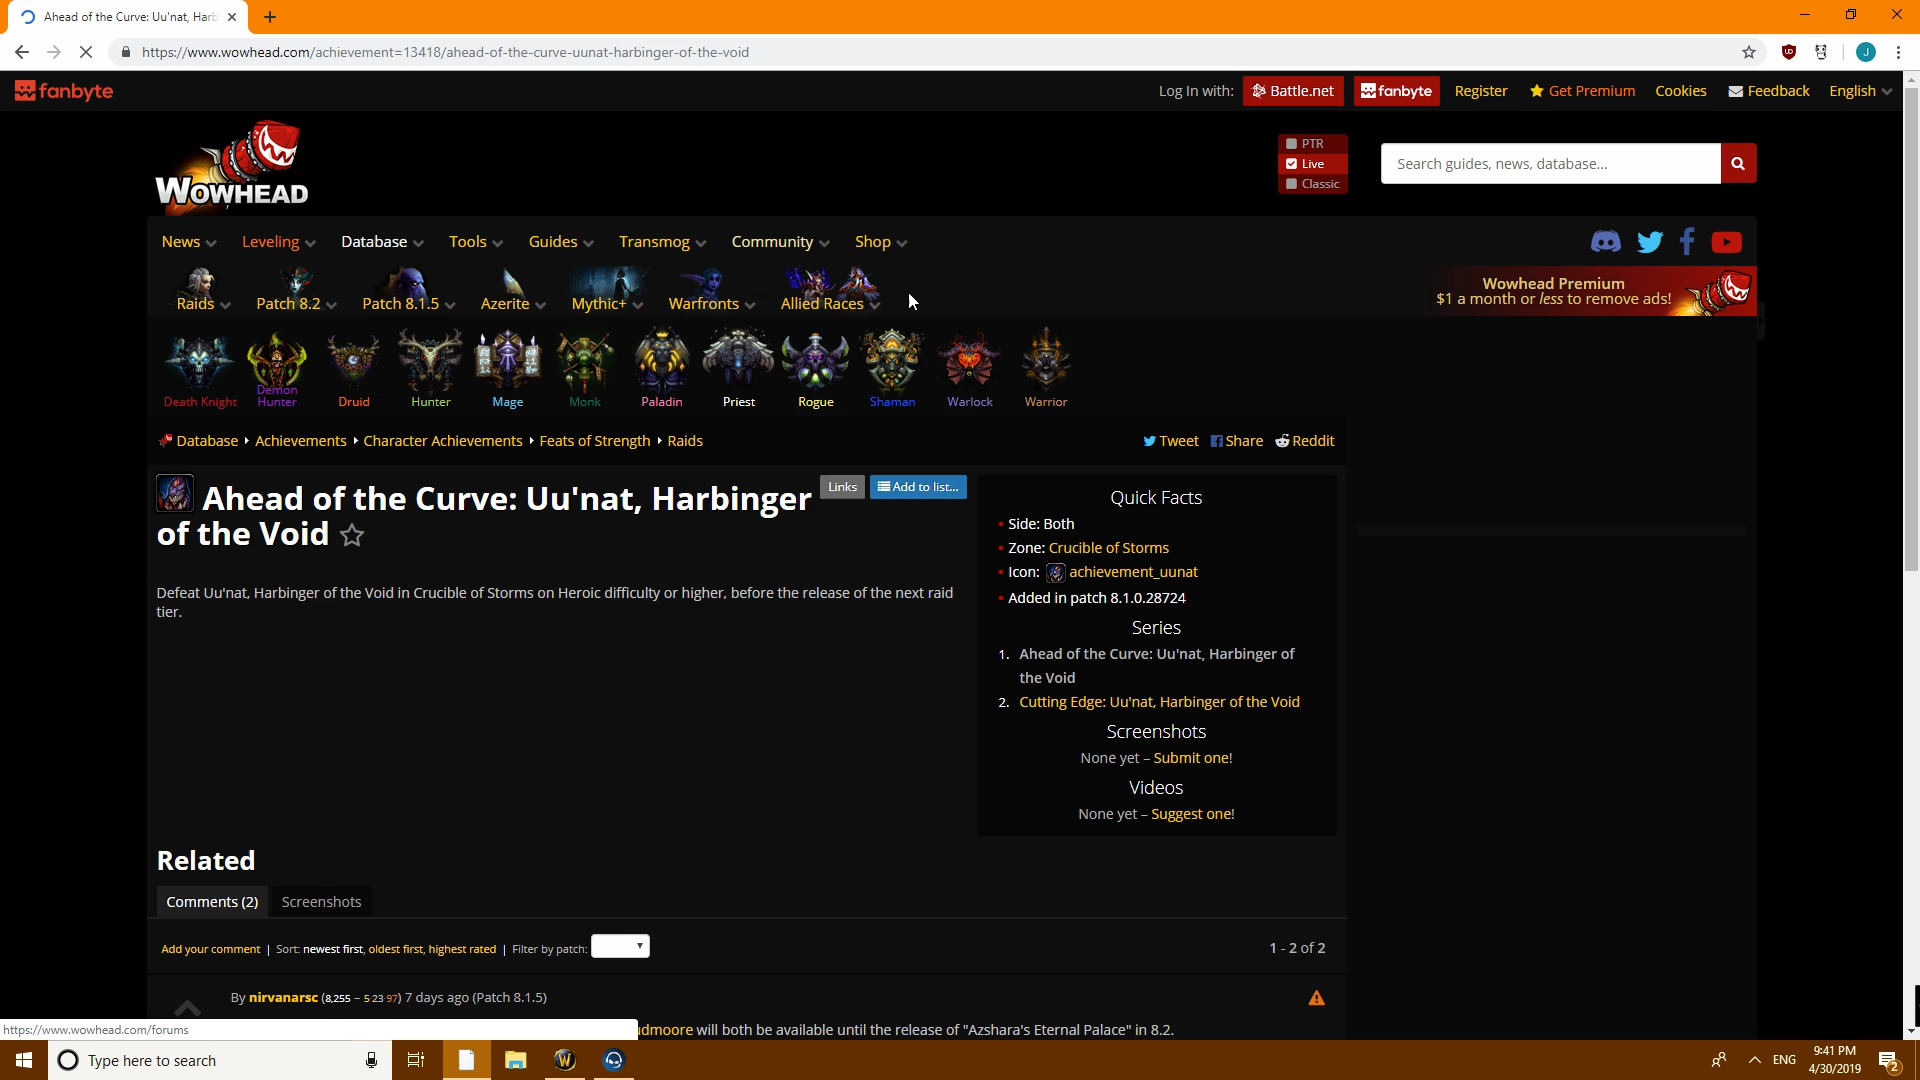 Ahead of the Curve: Uu'nat, Harb
https://www.wowhead.com/achievement=13418/ahead-of-the-curve-uunat-harbinger-of-the-void
J
fanbyte
Log In with: Battle.net fanbyte Register Get Premium Cookies Feedback English
WOWHEAD
PTR
Live
Classic
Search guides, news, database...
News Leveling Database Tools Guides Transmog Community Shop
Raids Patch 8.2 Patch 8.1.5 Azerite Mythic+ Warfronts Allied Races
Wowhead Premium
$1 a month or less to remove ads!
Death Knight Demon Hunter Druid Hunter Mage Monk Paladin Priest Rogue Shaman Warlock Warrior
Database Achievements Character Achievements Feats of Strength Raids
Tweet Share Reddit
Ahead of the Curve: Uu'nat, Harbinger
of the Void
Links Add to list...
Defeat Uu'nat, Harbinger of the Void in Crucible of Storms on Heroic difficulty or higher, before the release of the next raid
tier.
Quick Facts
Side: Both
Zone: Crucible of Storms
Icon: achievement_uunat
Added in patch 8.1.0.28724
Series
1. Ahead of the Curve: Uu'nat, Harbinger of
the Void
2. Cutting Edge: Uu'nat, Harbinger of the Void
Screenshots
None yet – Submit one!
Videos
None yet – Suggest one!
Related
Comments (2) Screenshots
Add your comment | Sort: newest first, oldest first, highest rated | Filter by patch:
1 - 2 of 2
By nirvanarsc (8,255 – 5·23·97) 7 days ago (Patch 8.1.5)
https://www.wowhead.com/forums
udmoore will both be available until the release of "Azshara's Eternal Palace" in 8.2.
Type here to search
ENG
9:41 PM
4/30/2019
2